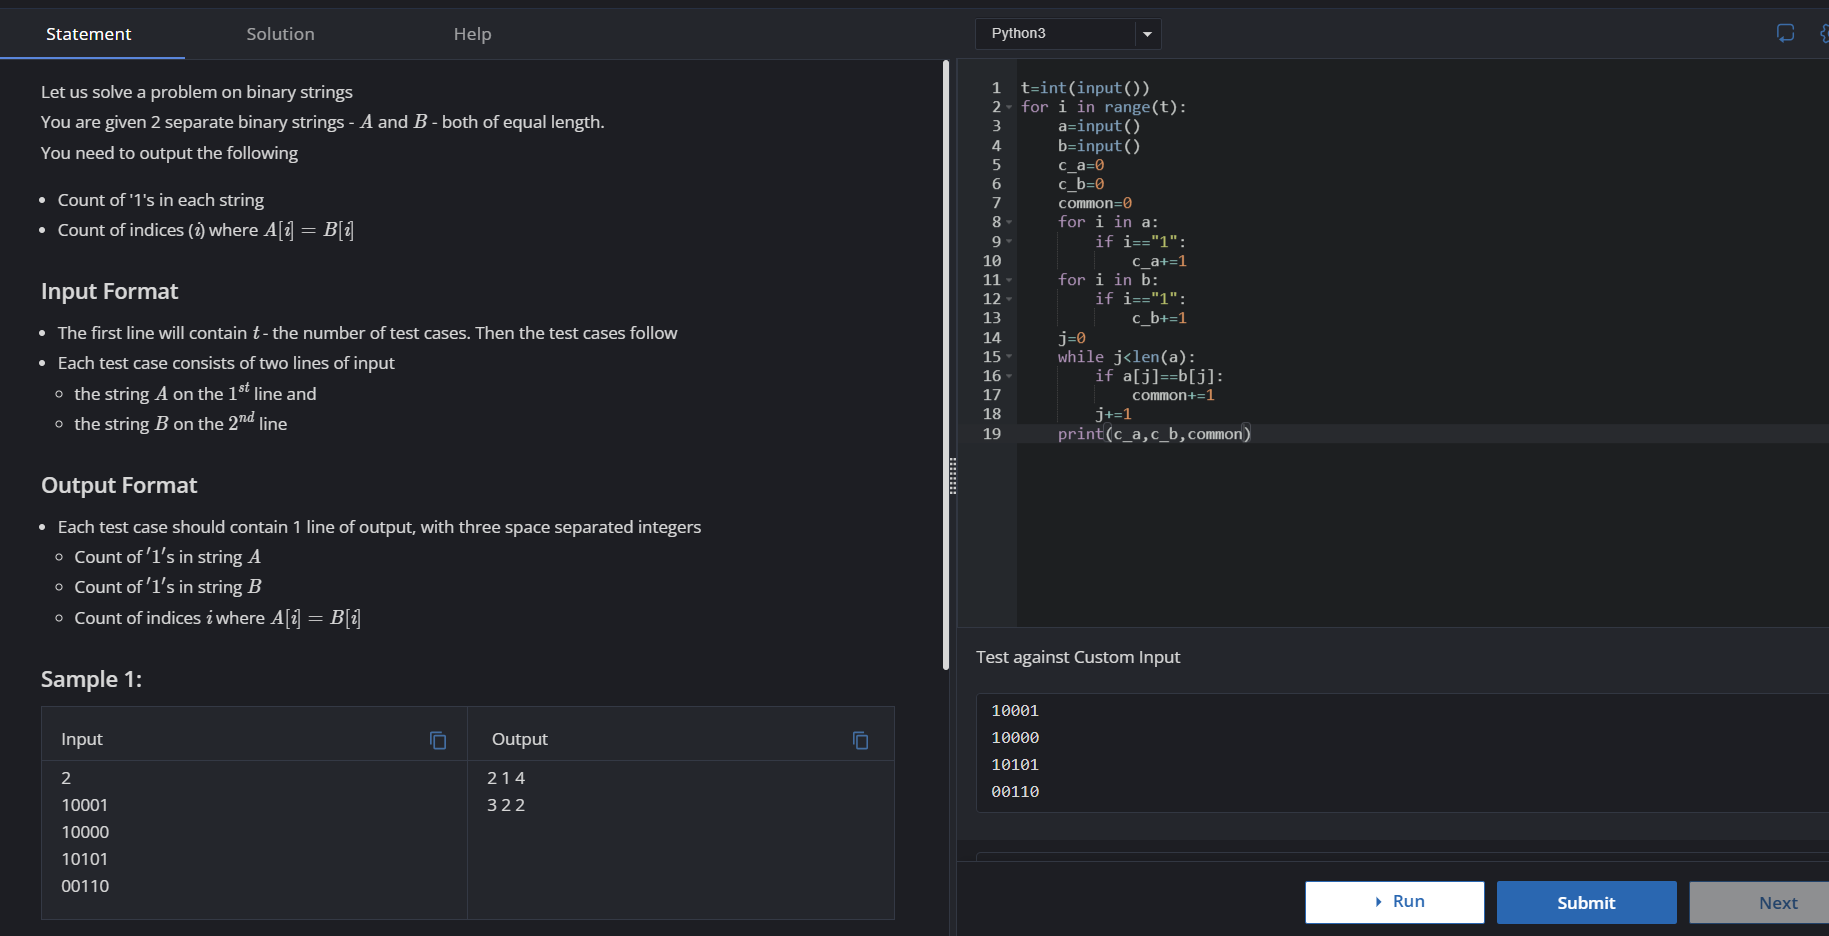 Statement
Solution
Help
Let us solve a problem on binary strings
You are given 2 separate binary strings - A and B - both of equal length.
You need to output the following
• Count of '1's in each string
• Count of indices (i) where A[i] = B[i]
Input Format
• The first line will contain t - the number of test cases. Then the test cases follow
• Each test case consists of two lines of input
◦ the string A on the 1st line and
◦ the string B on the 2nd line
Output Format
• Each test case should contain 1 line of output, with three space separated integers
◦ Count of '1's in string A
◦ Count of '1's in string B
◦ Count of indices i where A[i] = B[i]
Sample 1:
Input
2
10001
10000
10101
00110
Output
2 1 4
3 2 2
Python3
1 t=int(input())
2 for i in range(t):
3     a=input()
4     b=input()
5     c_a=0
6     c_b=0
7     common=0
8     for i in a:
9         if i=="1":
10             c_a+=1
11     for i in b:
12         if i=="1":
13             c_b+=1
14     j=0
15     while j<len(a):
16         if a[j]==b[j]:
17             common+=1
18         j+=1
19     print(c_a,c_b,common)
Test against Custom Input
10001
10000
10101
00110
Run
Submit
Next